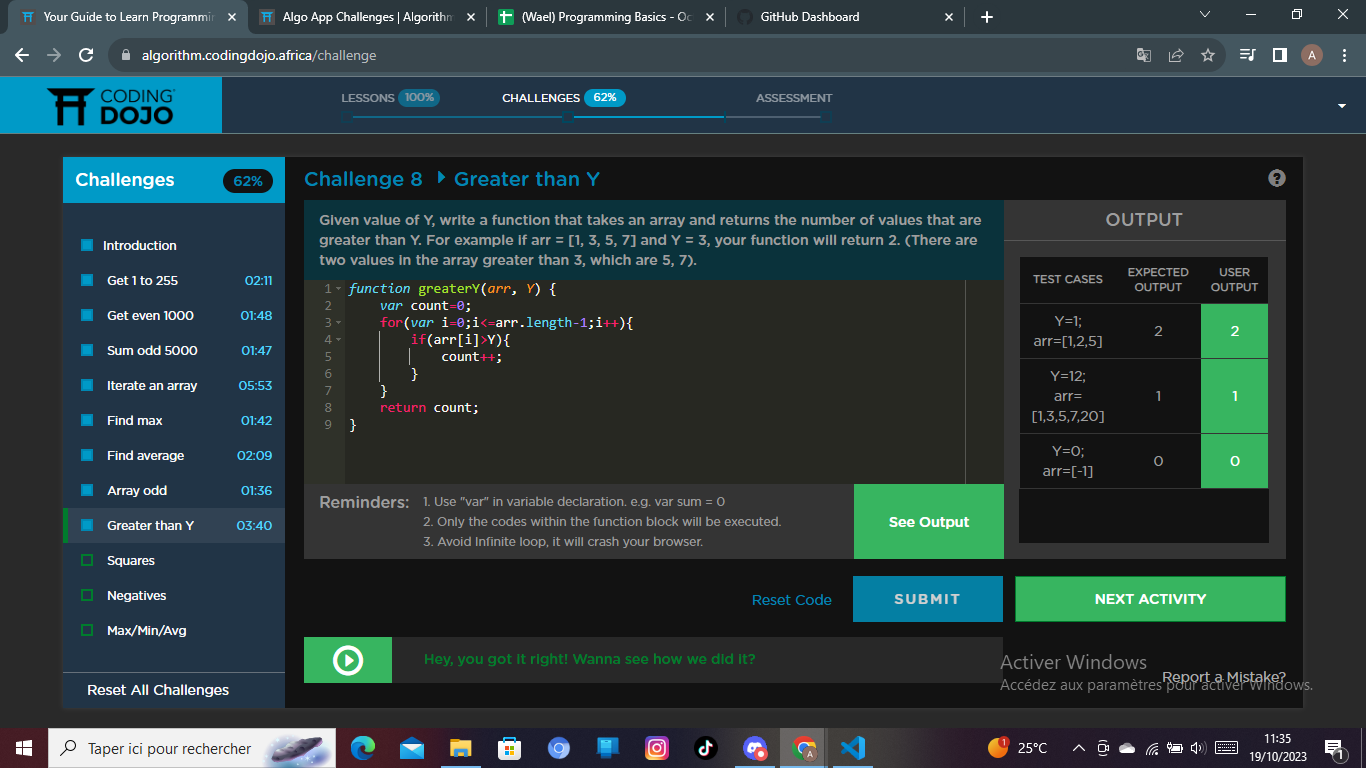 Your Guide to Learn Programmin
Algo App Challenges | Algorithm
(Wael) Programming Basics - Oc
GitHub Dashboard
algorithm.codingdojo.africa/challenge
A
CODING
DOJO
LESSONS 100%
CHALLENGES 62%
ASSESSMENT
Challenges 62%
Introduction
Get 1 to 255 02:11
Get even 1000 01:48
Sum odd 5000 01:47
Iterate an array 05:53
Find max 01:42
Find average 02:09
Array odd 01:36
Greater than Y 03:40
Squares
Negatives
Max/Min/Avg
Reset All Challenges
Challenge 8 Greater than Y
?
Given value of Y, write a function that takes an array and returns the number of values that are
greater than Y. For example if arr = [1, 3, 5, 7] and Y = 3, your function will return 2. (There are
two values in the array greater than 3, which are 5, 7).
1 function greaterY(arr, Y) {
2 var count=0;
3 for(var i=0;i<=arr.length-1;i++){
4 if(arr[i]>Y){
5 count++;
6 }
7 }
8 return count;
9 }
Reminders: 1. Use "var" in variable declaration. e.g. var sum = 0
2. Only the codes within the function block will be executed.
3. Avoid Infinite loop, it will crash your browser.
See Output
OUTPUT
TEST CASES
EXPECTED
OUTPUT
USER
OUTPUT
Y=1;
arr=[1,2,5]
2
2
Y=12;
arr=
[1,3,5,7,20]
1
1
Y=0;
arr=[-1]
0
0
Reset Code
SUBMIT
NEXT ACTIVITY
Hey, you got it right! Wanna see how we did it?
Activer Windows
Report a Mistake?
Accédez aux paramètres pour activer Windows.
Taper ici pour rechercher
A
1
25°C
11:35
19/10/2023
1